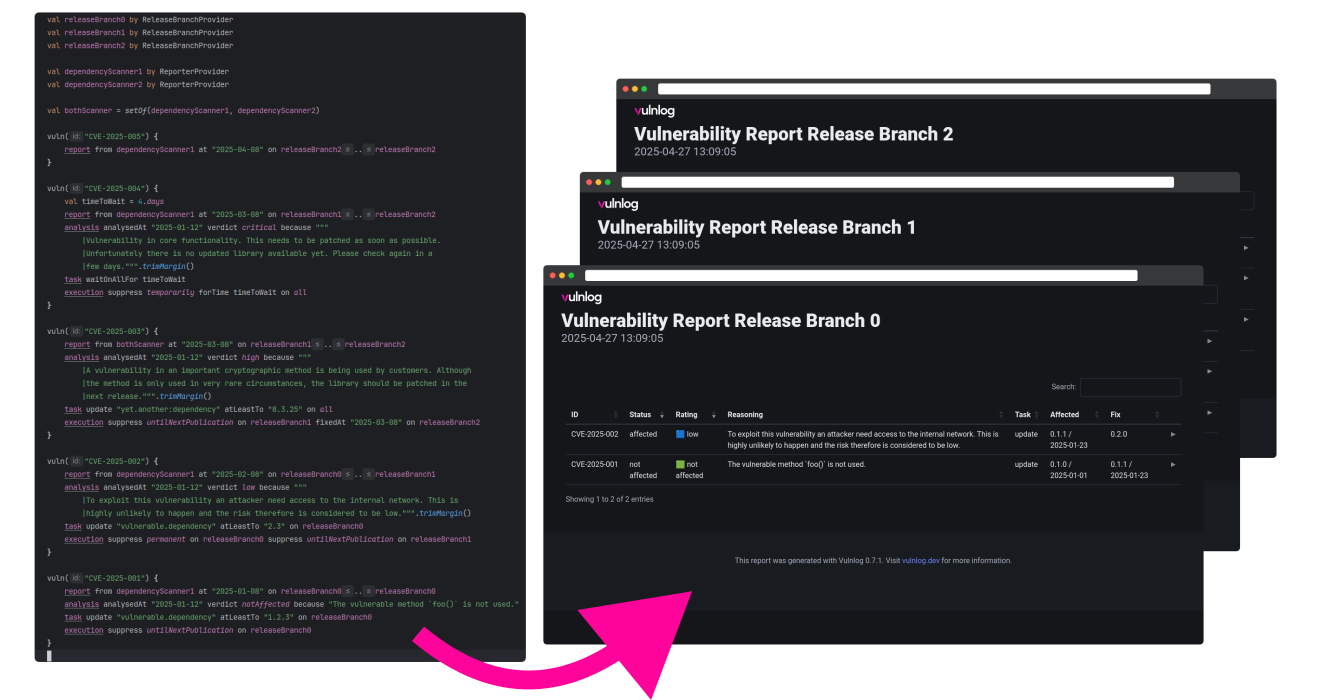 val releaseBranch0 by ReleaseBranchProvider
val releaseBranch1 by ReleaseBranchProvider
val releaseBranch2 by ReleaseBranchProvider
val dependencyScanner1 by ReporterProvider
val dependencyScanner2 by ReporterProvider
val bothScanner = setOf(dependencyScanner1, dependencyScanner2)
vuln( id: "CVE-2025-005") {
report from dependencyScanner1 at "2025-04-08" on releaseBranch2 ≤ .. ≤ releaseBranch2
}
vuln( id: "CVE-2025-004") {
val timeToWait = 4.days
report from dependencyScanner1 at "2025-03-08" on releaseBranch1 ≤ .. ≤ releaseBranch2
analysis analysedAt "2025-01-12" verdict critical because """
|Vulnerability in core functionality. This needs to be patched as soon as possible.
|Unfortunately there is no updated library available yet. Please check again in a
|few days.""".trimMargin()
task waitOnAllFor timeToWait
execution suppress temporarily forTime timeToWait on all
}
vuln( id: "CVE-2025-003") {
report from bothScanner at "2025-03-08" on releaseBranch1 ≤ .. ≤ releaseBranch2
analysis analysedAt "2025-01-12" verdict high because """
|A vulnerability in an important cryptographic method is being used by customers. Although
|the method is only used in very rare circumstances, the library should be patched in the
|next release.""".trimMargin()
task update "yet.another:dependency" atLeastTo "8.3.25" on all
execution suppress untilNextPublication on releaseBranch1 fixedAt "2025-03-08" on releaseBranch2
}
vuln( id: "CVE-2025-002") {
report from dependencyScanner1 at "2025-02-08" on releaseBranch0 ≤ .. ≤ releaseBranch1
analysis analysedAt "2025-01-12" verdict low because """
|To exploit this vulnerability an attacker need access to the internal network. This is
|highly unlikely to happen and the risk therefore is considered to be low.""".trimMargin()
task update "vulnerable.dependency" atLeastTo "2.3" on releaseBranch0
execution suppress permanent on releaseBranch0 suppress untilNextPublication on releaseBranch1
}
vuln( id: "CVE-2025-001") {
report from dependencyScanner1 at "2025-01-08" on releaseBranch0 ≤ .. ≤ releaseBranch0
analysis analysedAt "2025-01-12" verdict notAffected because "The vulnerable method `foo()` is not used."
task update "vulnerable.dependency" atLeastTo "1.2.3" on releaseBranch0
execution suppress untilNextPublication on releaseBranch0
}
vulnlog
Vulnerability Report Release Branch 2
2025-04-27 13:09:05
vulnlog
Vulnerability Report Release Branch 1
2025-04-27 13:09:05
vulnlog
Vulnerability Report Release Branch 0
2025-04-27 13:09:05
Search:
ID Status Rating Reasoning Task Affected Fix
CVE-2025-002 affected low To exploit this vulnerability an attacker need access to the internal network. This is update 0.1.1 / 0.2.0
highly unlikely to happen and the risk therefore is considered to be low. 2025-01-23
CVE-2025-001 not not The vulnerable method `foo()` is not used. update 0.1.0 / 0.1.1 /
affected affected 2025-01-01 2025-01-23
Showing 1 to 2 of 2 entries
This report was generated with Vulnlog 0.7.1. Visit vulnlog.dev for more information.